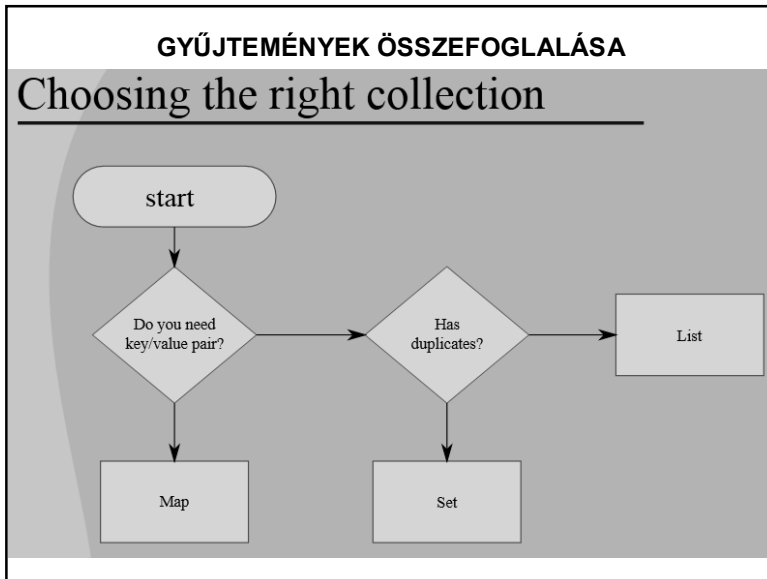 GYŰJTEMÉNYEK ÖSSZEFOGLALÁSA
Choosing the right collection
start
Do you need
key/value pair?
Has
duplicates?
List
Map
Set